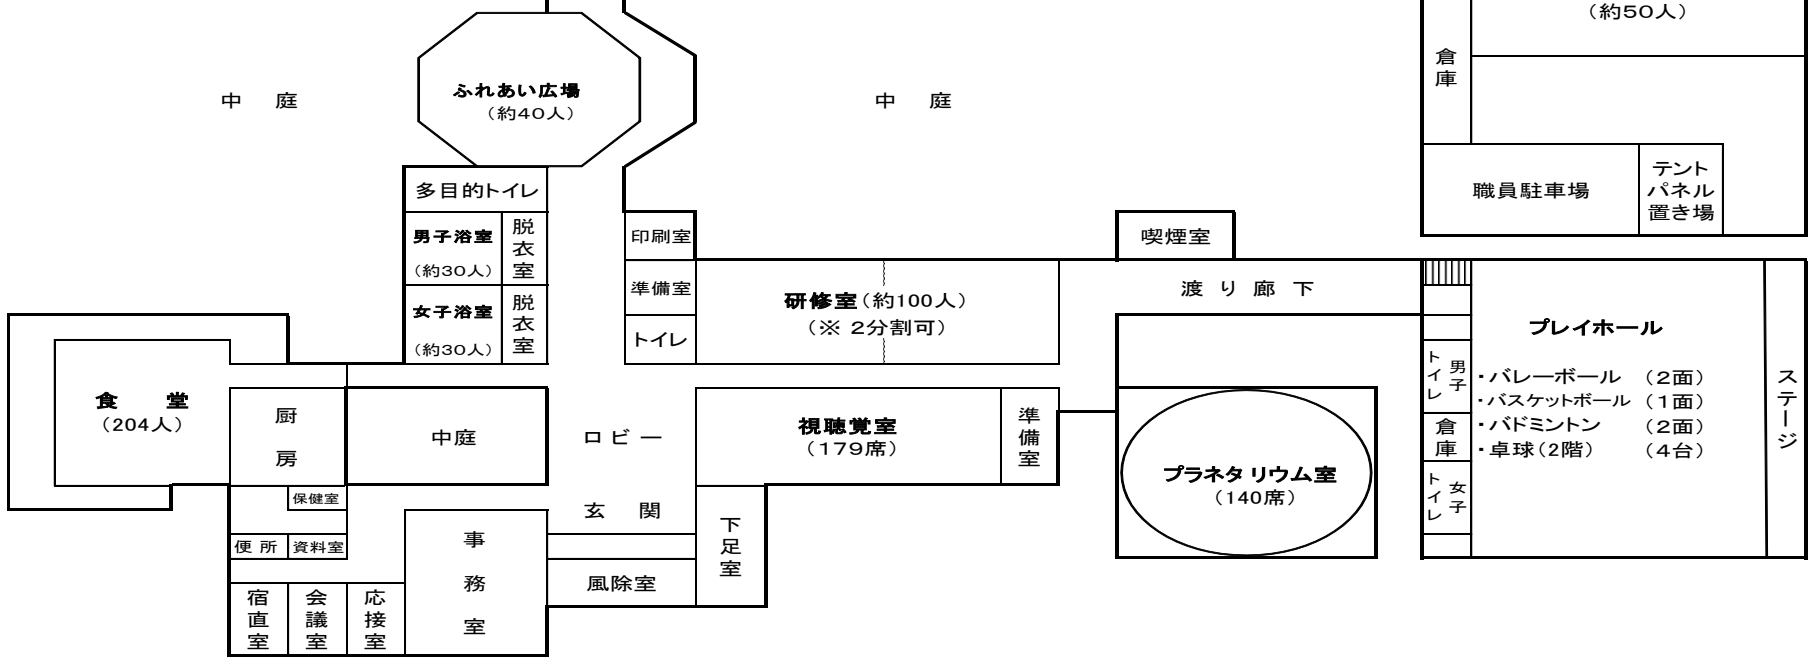 (約50人)
倉庫
ふれあい広場
(約40人)
中 庭
中 庭
多目的トイレ
職員駐車場
テント
パネル
置き場
男子浴室
(約30人)
脱衣室
印刷室
喫煙室
準備室
研修室(約100人)
(※ 2分割可)
渡り廊下
女子浴室
(約30人)
脱衣室
トイレ
プレイホール
・バレーボール (2面)
・バスケットボール (1面)
・バドミントン (2面)
・卓球(2階) (4台)
男子
トイレ
倉庫
女子
トイレ
ステージ
食 堂
(204人)
厨房
中庭
ロビー
視聴覚室
(179席)
準備室
プラネタリウム室
(140席)
保健室
玄 関
下足室
便所
資料室
事務室
風除室
宿直室
会議室
応接室